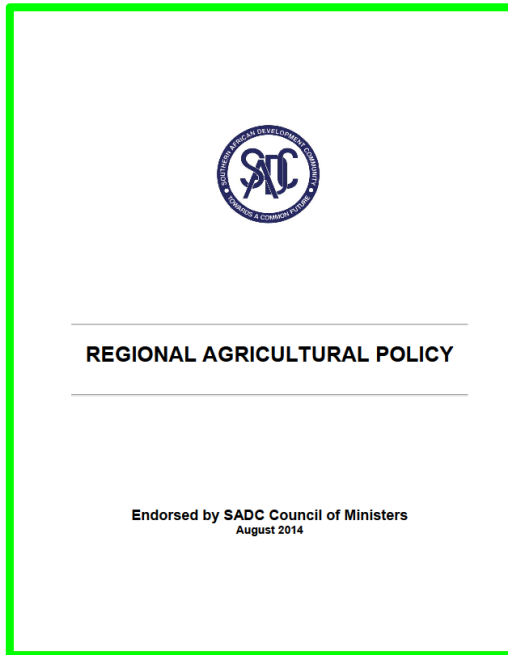 SOUTHERN AFRICAN DEVELOPMENT COMMUNITY
SADC
TOWARDS A COMMON FUTURE
REGIONAL AGRICULTURAL POLICY
Endorsed by SADC Council of Ministers
August 2014